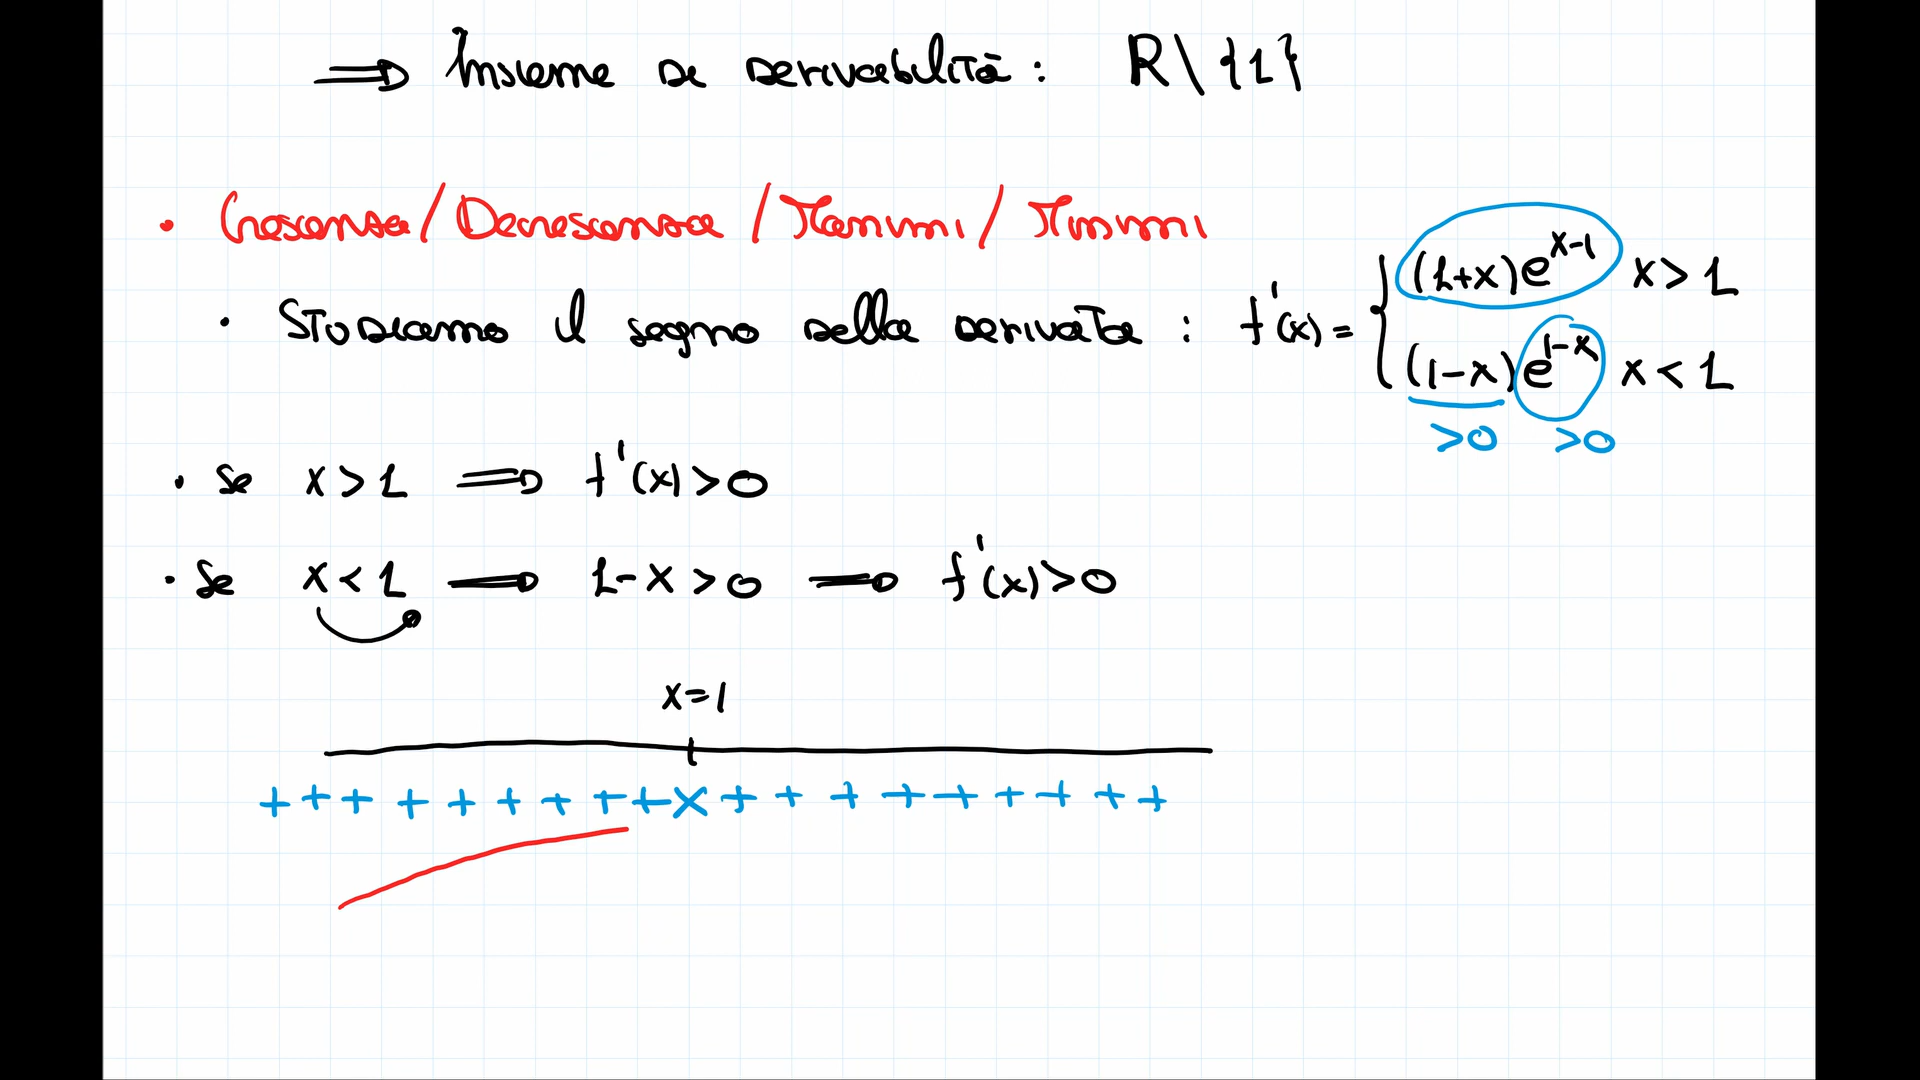 ⇒ Insieme di derivabilità : R \ {1}
• Crescenza / Decrescenza / Massimi / Minimi
• Studiamo il segno della derivata : f'(x) = { (1+x)e^{x-1} x > 1
(1-x)e^{1-x} x < 1
>0 >0
• Se x > 1 ⇒ f'(x) > 0
• Se x < 1 ⇒ 1-x > 0 ⇒ f'(x) > 0
x=1
+ + + + + + + + + X + + + + + + + + +